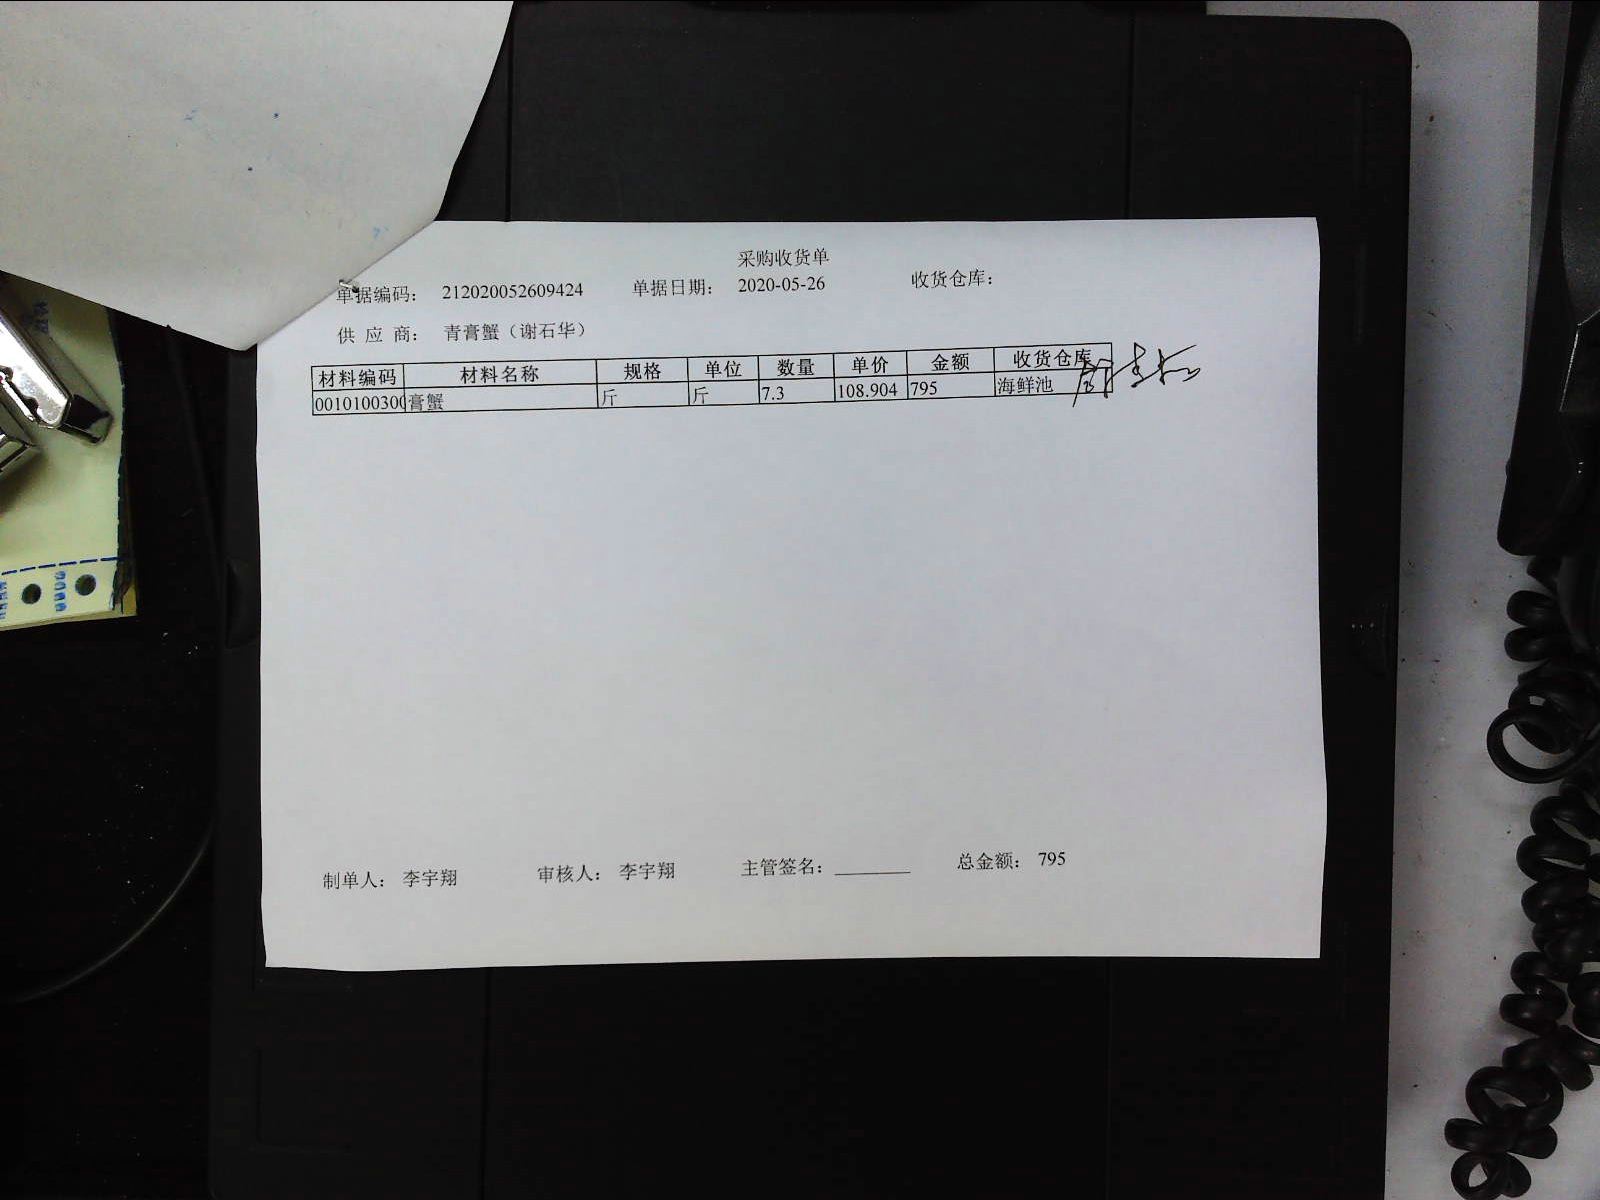 采购收货单
单据编码： 212020052609424 单据日期： 2020-05-26 收货仓库：
供 应 商： 青膏蟹（谢石华）
材料编码 材料名称 规格 单位 数量 单价 金额 收货仓库
0010100300 膏蟹 斤 斤 7.3 108.904 795 海鲜池
制单人： 李宇翔 审核人： 李宇翔 主管签名： 总金额： 795